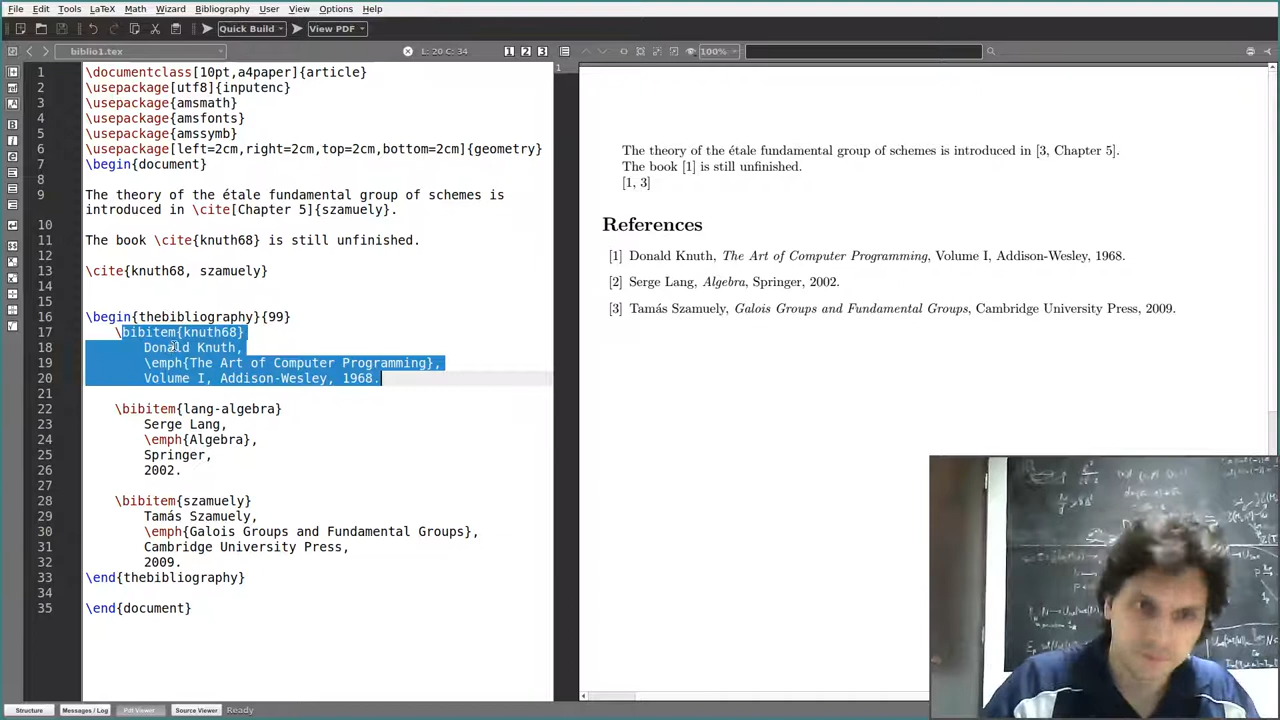 File Edit Tools LaTeX Math Wizard Bibliography User View Options Help
Quick Build View PDF
biblio1.tex L: 20 C: 34 1 2 3 100%
1 \documentclass[10pt,a4paper]{article}
2 \usepackage[utf8]{inputenc}
3 \usepackage{amsmath}
4 \usepackage{amsfonts}
5 \usepackage{amssymb}
6 \usepackage[left=2cm,right=2cm,top=2cm,bottom=2cm]{geometry}
7 \begin{document}
8
9 The theory of the étale fundamental group of schemes is
introduced in \cite[Chapter 5]{szamuely}.
10
11 The book \cite{knuth68} is still unfinished.
12
13 \cite{knuth68, szamuely}
14
15
16 \begin{thebibliography}{99}
17 \bibitem{knuth68}
18 Donald Knuth,
19 \emph{The Art of Computer Programming},
20 Volume I, Addison-Wesley, 1968.
21
22 \bibitem{lang-algebra}
23 Serge Lang,
24 \emph{Algebra},
25 Springer,
26 2002.
27
28 \bibitem{szamuely}
29 Tamás Szamuely,
30 \emph{Galois Groups and Fundamental Groups},
31 Cambridge University Press,
32 2009.
33 \end{thebibliography}
34
35 \end{document}
1
The theory of the étale fundamental group of schemes is introduced in [3, Chapter 5].
The book [1] is still unfinished.
[1, 3]
References
[1] Donald Knuth, The Art of Computer Programming, Volume I, Addison-Wesley, 1968.
[2] Serge Lang, Algebra, Springer, 2002.
[3] Tamás Szamuely, Galois Groups and Fundamental Groups, Cambridge University Press, 2009.
Structure Messages / Log Pdf Viewer Source Viewer Ready